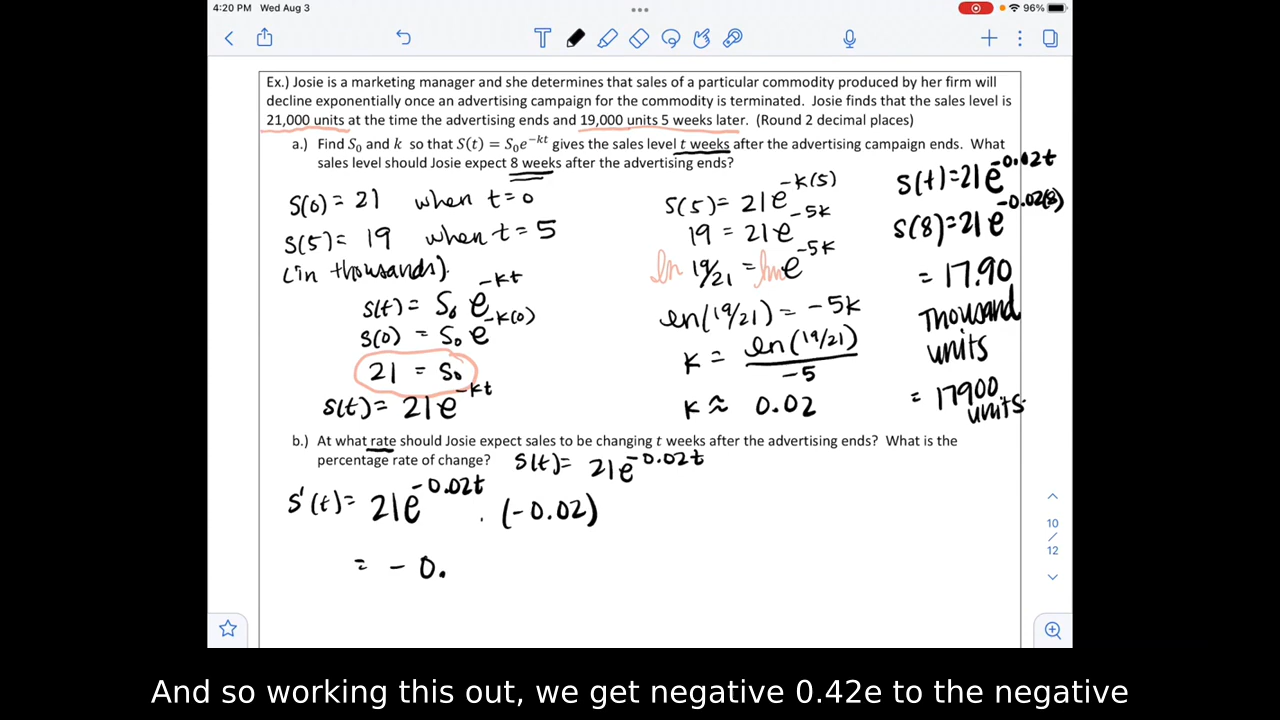 4:20 PM Wed Aug 3
96%
Ex.) Josie is a marketing manager and she determines that sales of a particular commodity produced by her firm will
decline exponentially once an advertising campaign for the commodity is terminated. Josie finds that the sales level is
21,000 units at the time the advertising ends and 19,000 units 5 weeks later. (Round 2 decimal places)
a.) Find S₀ and k so that S(t) = S₀e^{-kt} gives the sales level t weeks after the advertising campaign ends. What
sales level should Josie expect 8 weeks after the advertising ends?
S(0) = 21 when t=0
S(5) = 19 when t=5
(in thousands).
S(t) = S₀ e^{-kt}
S(0) = S₀ e^{-k(0)}
21 = S₀
S(t) = 21e^{-kt}
S(5) = 21e^{-k(5)}
19 = 21e^{-5k}
ln 19/21 = ln e^{-5k}
ln(19/21) = -5k
k = ln(19/21)/-5
k ≈ 0.02
S(t)=21e^{-0.02t}
S(8)=21e^{-0.02(8)}
= 17.90
Thousand
units
= 17900
units.
b.) At what rate should Josie expect sales to be changing t weeks after the advertising ends? What is the
percentage rate of change?
S(t)= 21e^{-0.02t}
S'(t)= 21e^{-0.02t} · (-0.02)
= - 0.
10
/
12
And so working this out, we get negative 0.42e to the negative